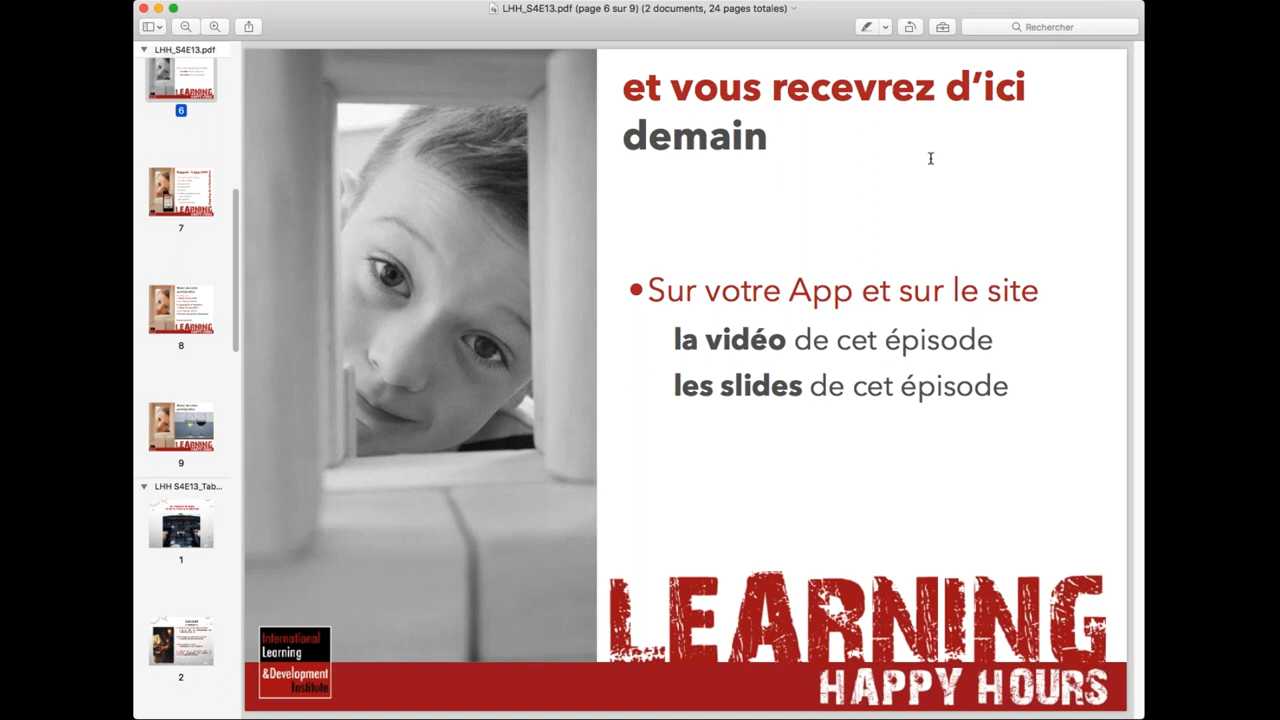 LHH_S4E13.pdf (page 6 sur 9) (2 documents, 24 pages totales)
Rechercher
LHH_S4E13.pdf
6
7
8
9
LHH S4E13_Tab...
1
2
et vous recevrez d’ici
demain
•Sur votre App et sur le site
la vidéo de cet épisode
les slides de cet épisode
International
Learning
&Development
Institute
LEARNING
HAPPY HOURS